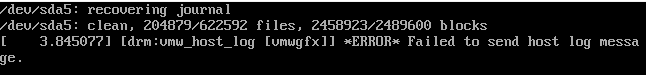 /dev/sda5: recovering journal
/dev/sda5: clean, 204879/622592 files, 2458923/2489600 blocks
[    3.845077] [drm:vmw_host_log [vmwgfx]] *ERROR* Failed to send host log messa
ge.